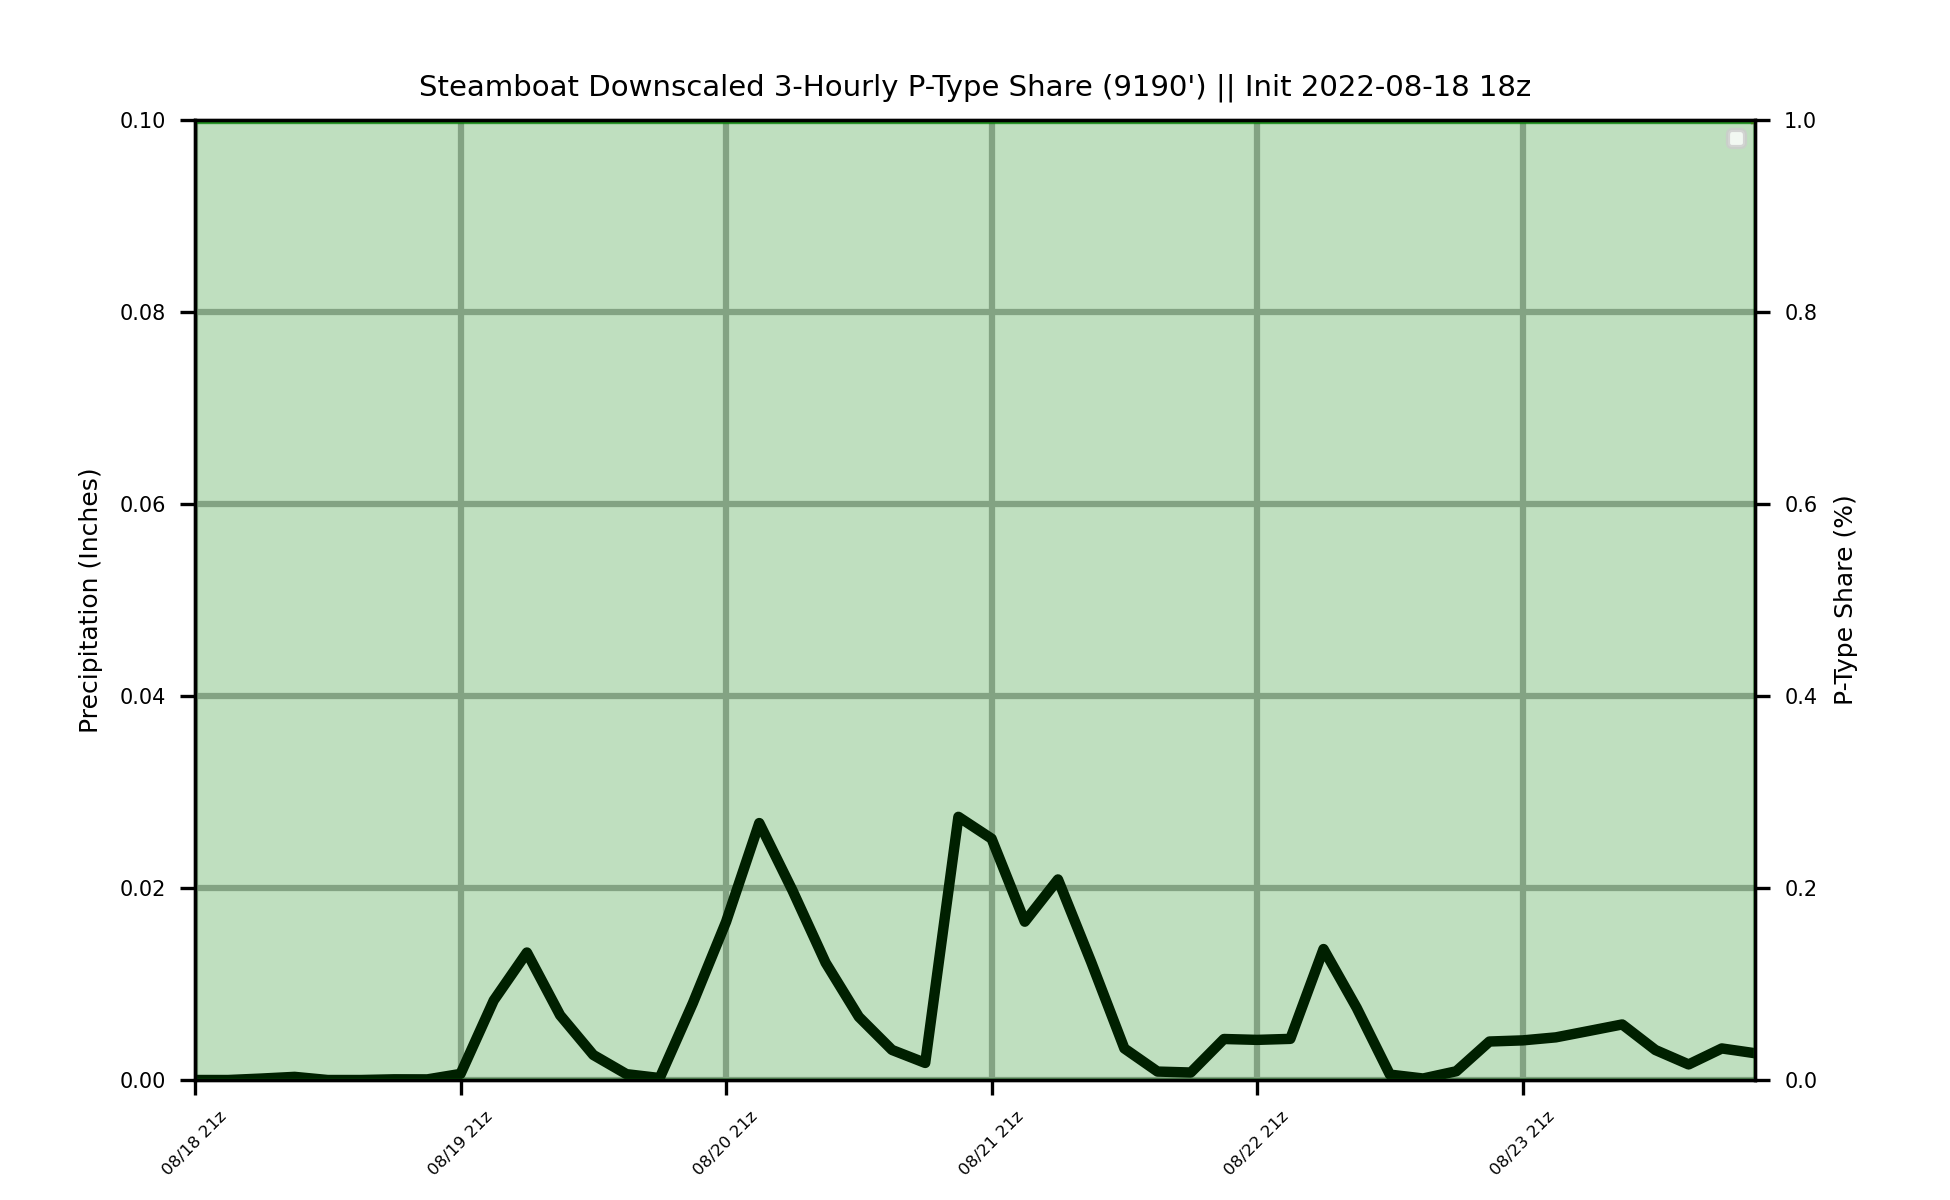 Steamboat Downscaled 3-Hourly P-Type Share (9190') || Init 2022-08-18 18z
Precipitation (Inches)
0.10
0.08
0.06
0.04
0.02
0.00
1.0
0.8
0.6
0.4
0.2
0.0
P-Type Share (%)
08/18 21z
08/19 21z
08/20 21z
08/21 21z
08/22 21z
08/23 21z